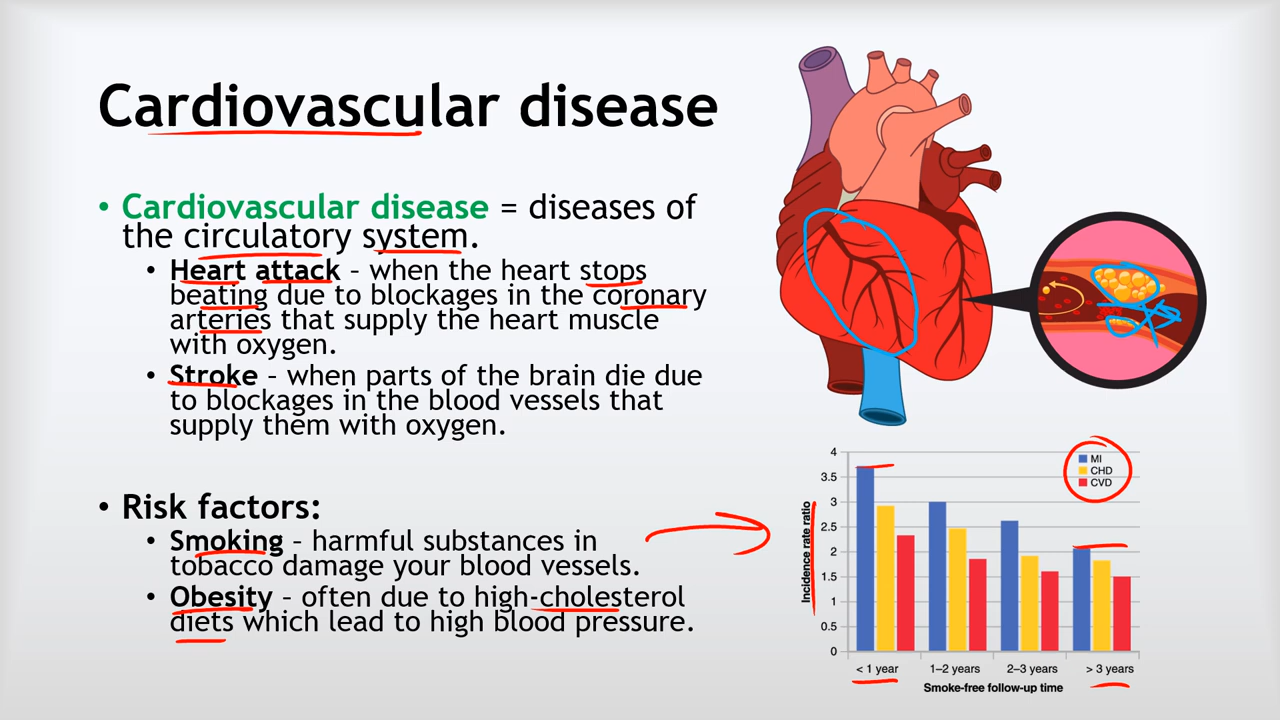 Cardiovascular disease
• Cardiovascular disease = diseases of
the circulatory system.
• Heart attack – when the heart stops
beating due to blockages in the coronary
arteries that supply the heart muscle
with oxygen.
• Stroke – when parts of the brain die due
to blockages in the blood vessels that
supply them with oxygen.
• Risk factors:
• Smoking – harmful substances in
tobacco damage your blood vessels.
• Obesity – often due to high-cholesterol
diets which lead to high blood pressure.
MI
CHD
CVD
Incidence rate ratio
4
3.5
3
2.5
2
1.5
1
0.5
0
< 1 year
1–2 years
2–3 years
> 3 years
Smoke-free follow-up time